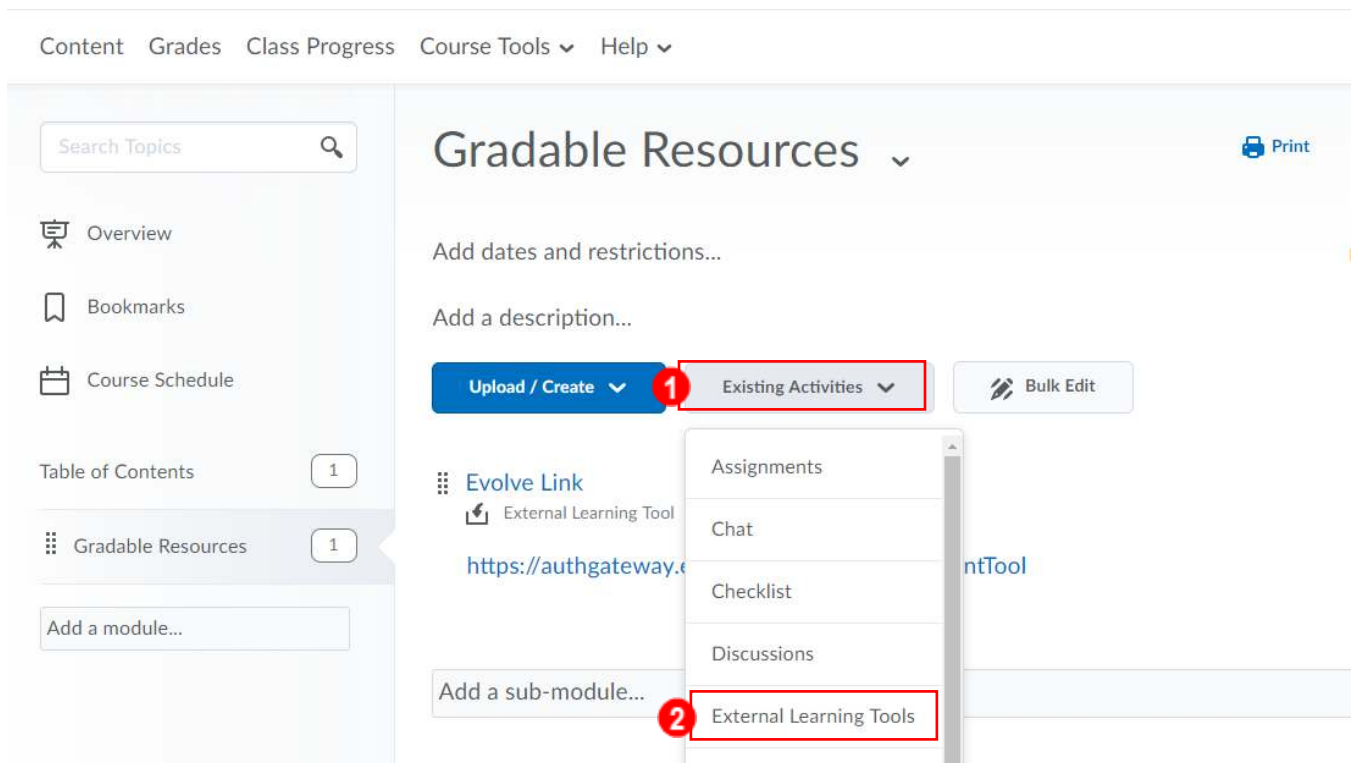 Content Grades Class Progress Course Tools Help
Search Topics
Overview
Bookmarks
Course Schedule
Table of Contents 1
Gradable Resources 1
Add a module...
Gradable Resources
Print
Add dates and restrictions...
Add a description...
Upload / Create
1
Existing Activities
Bulk Edit
Evolve Link
External Learning Tool
https://authgateway.
ntTool
Add a sub-module...
Assignments
Chat
Checklist
Discussions
2
External Learning Tools